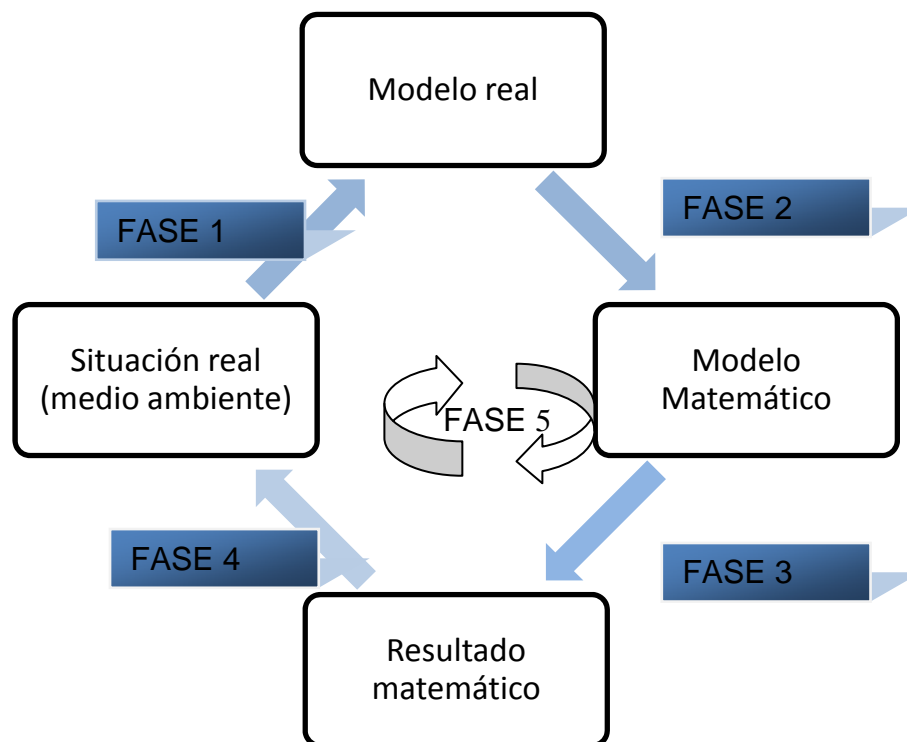 Modelo real
FASE 1
FASE 2
Situación real
(medio ambiente)
FASE 5
Modelo
Matemático
FASE 4
FASE 3
Resultado
matemático